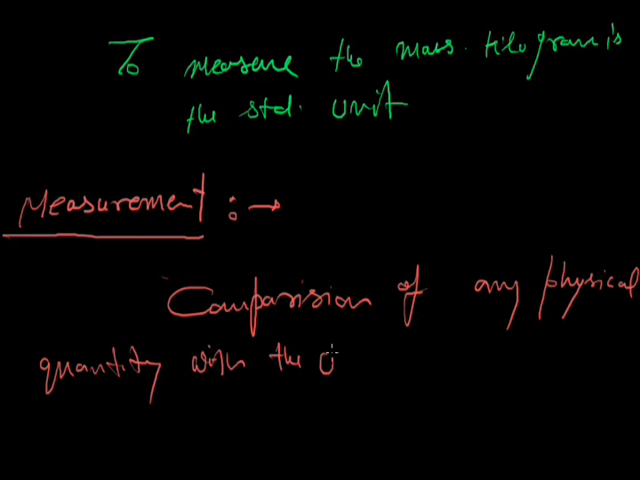 To measure the mass. kilogram is
the std. unit
Measurement : →
Comparision of any physical
quantity with the U